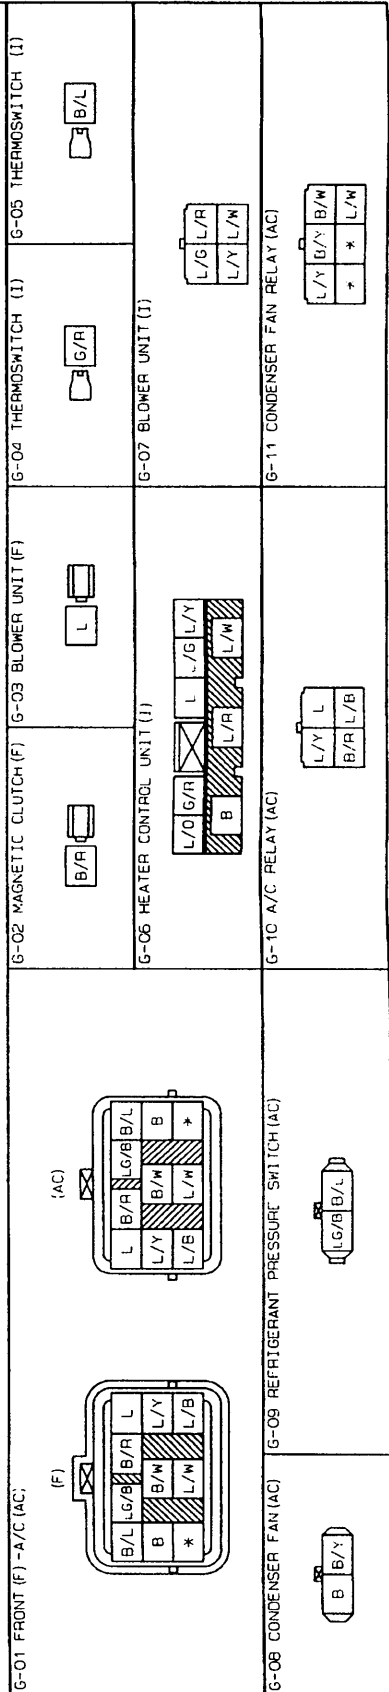 G-01 FRONT (F) -A/C (AC)
(F)
B/L LG/B B/R L
B B/W L/Y
* L/W L/B
(AC)
L B/R LG/B B/L
L/Y B/W B
L/B L/W *
G-02 MAGNETIC CLUTCH (F)
B/R
G-03 BLOWER UNIT (F)
L
G-04 THERMOSWITCH (I)
G/R
G-05 THERMOSWITCH (I)
B/L
G-06 HEATER CONTROL UNIT (I)
L/O G/R L L/G L/Y
B L/R L/W
G-07 BLOWER UNIT (I)
L/G L/R
L/Y L/W
G-08 CONDENSER FAN (AC)
B B/Y
G-09 REFRIGERANT PRESSURE SWITCH (AC)
LG/B B/L
G-10 A/C RELAY (AC)
L/Y L
B/R L/B
G-11 CONDENSER FAN RELAY (AC)
L/Y B/Y B/W
* * L/W